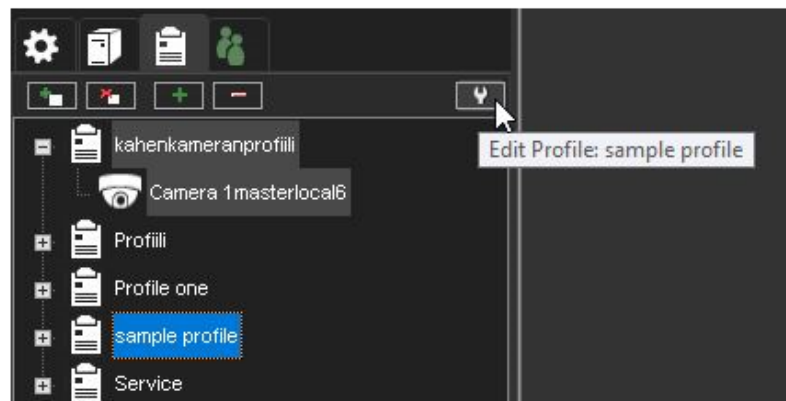 kahenkameranprofiili
Edit Profile: sample profile
Camera 1masterlocal6
Profiili
Profile one
sample profile
Service